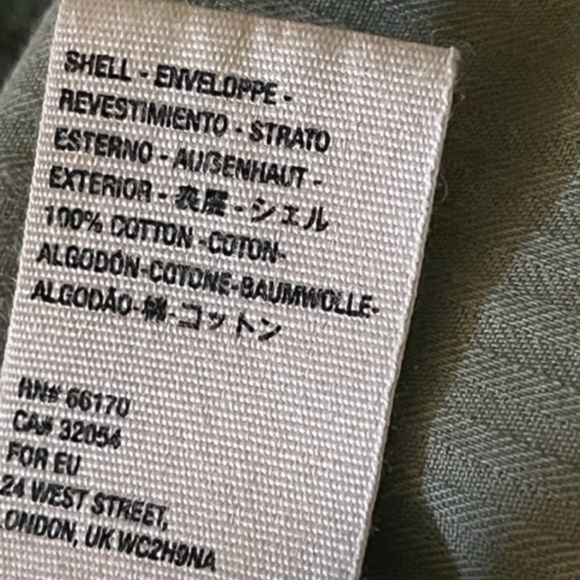 SHELL - ENVELOPPE -
REVESTIMIENTO - STRATO
ESTERNO - AUßENHAUT -
EXTERIOR - 表層 - シェル
100% COTTON -COTON-
ALGODÓN-COTONE-BAUMWOLLE-
ALGODÃO-綿-コットン
RN# 66170
CA# 32054
FOR EU
24 WEST STREET,
LONDON, UK WC2H9NA